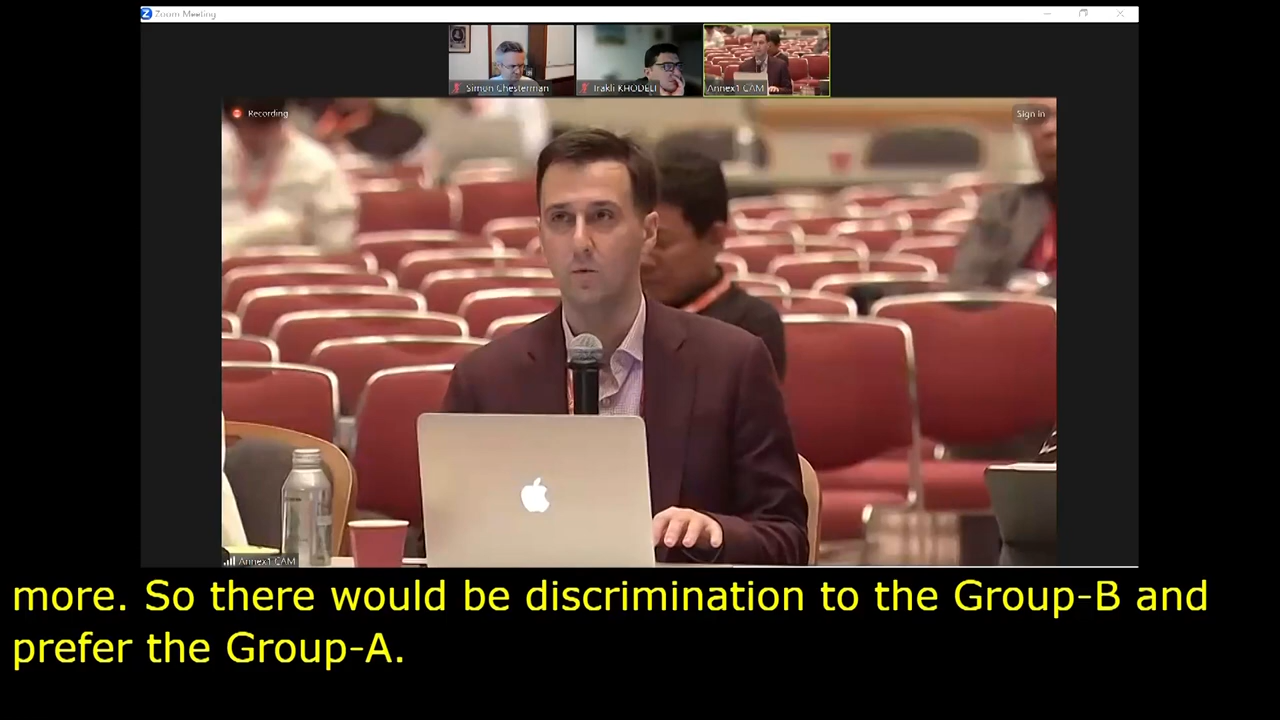 Zoom Meeting
Simon Chesterman
Irakli KHODELI
Annex1 CAM
Recording
Sign in
Annex1 CAM
more. So there would be discrimination to the Group-B and
prefer the Group-A.